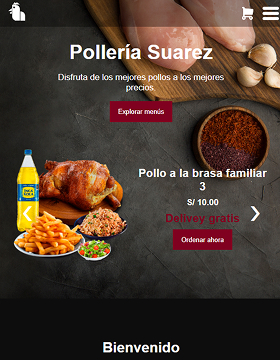 Pollería Suarez
Disfruta de los mejores pollos a los mejores
precios.
Explorar menús
Pollo a la brasa familiar
3
S/ 10.00
Delivey gratis
Ordenar ahora
Bienvenido